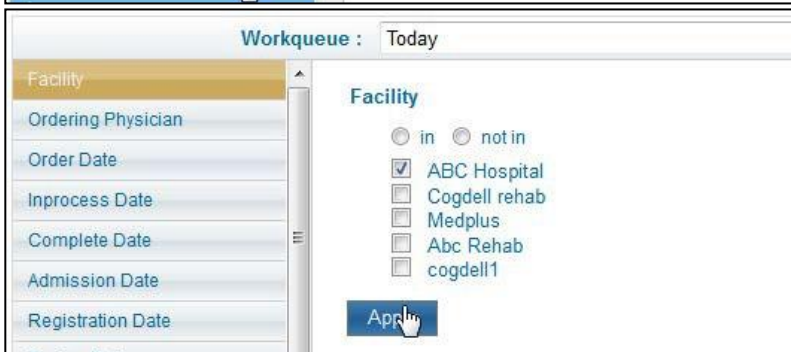 Workqueue : Today
Facility
Ordering Physician
Order Date
Inprocess Date
Complete Date
Admission Date
Registration Date
Facility
in not in
ABC Hospital
Cogdell rehab
Medplus
Abc Rehab
cogdell1